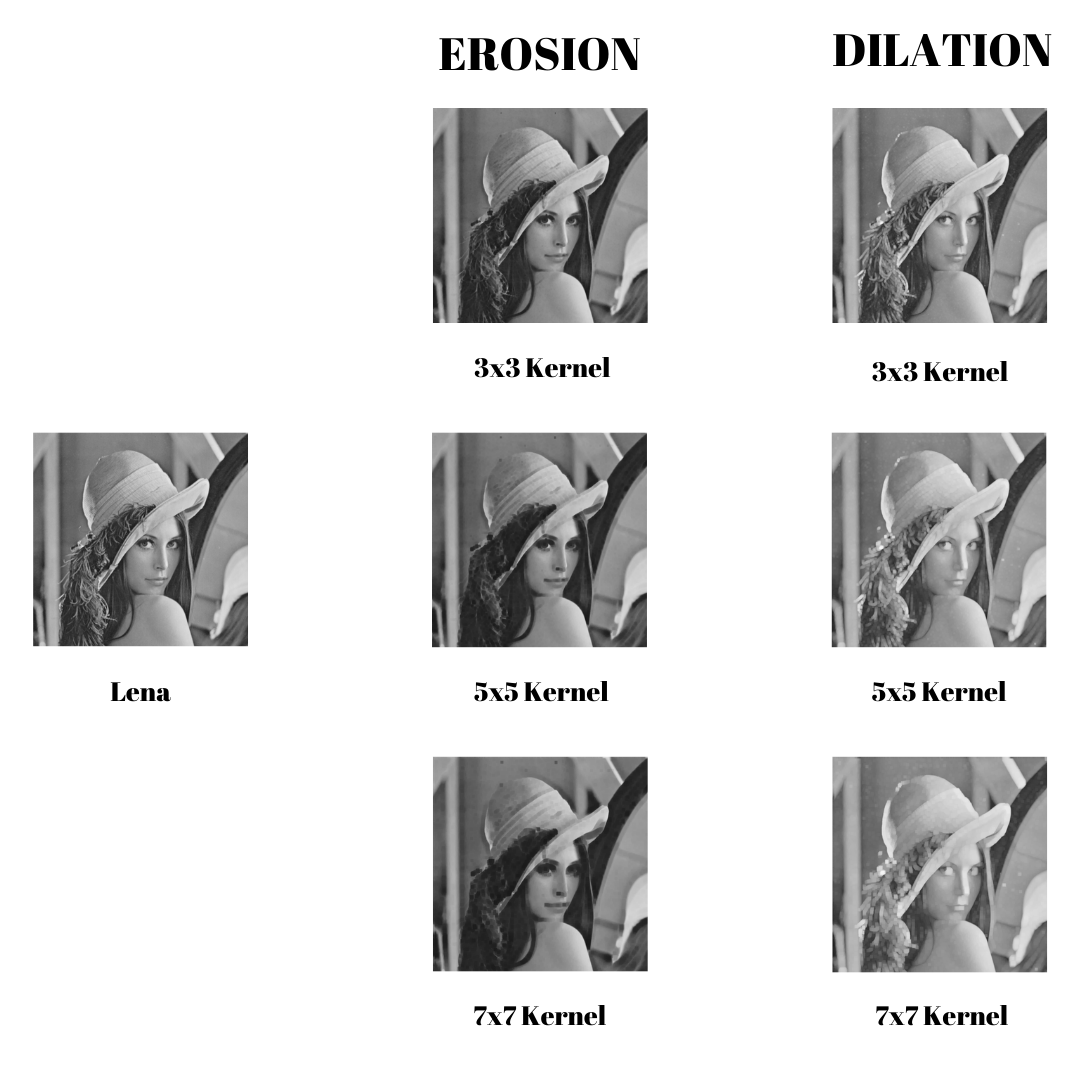 EROSION
DILATION
3x3 Kernel
3x3 Kernel
Lena
5x5 Kernel
5x5 Kernel
7x7 Kernel
7x7 Kernel